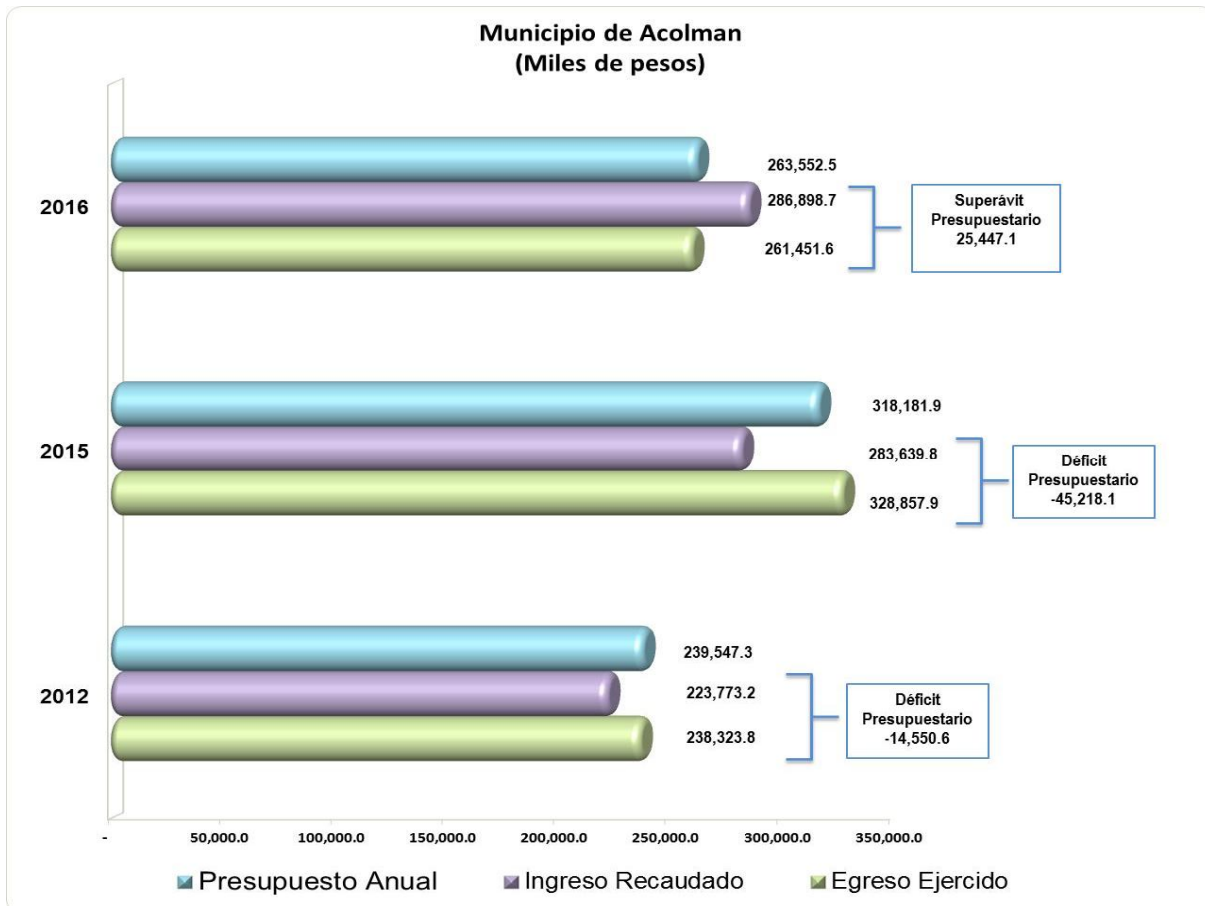 Municipio de Acolman
(Miles de pesos)
2016
263,552.5
286,898.7
261,451.6
Superávit
Presupuestario
25,447.1
2015
318,181.9
283,639.8
328,857.9
Déficit
Presupuestario
-45,218.1
2012
239,547.3
223,773.2
238,323.8
Déficit
Presupuestario
-14,550.6
- 50,000.0 100,000.0 150,000.0 200,000.0 250,000.0 300,000.0 350,000.0
Presupuesto Anual Ingreso Recaudado Egreso Ejercido